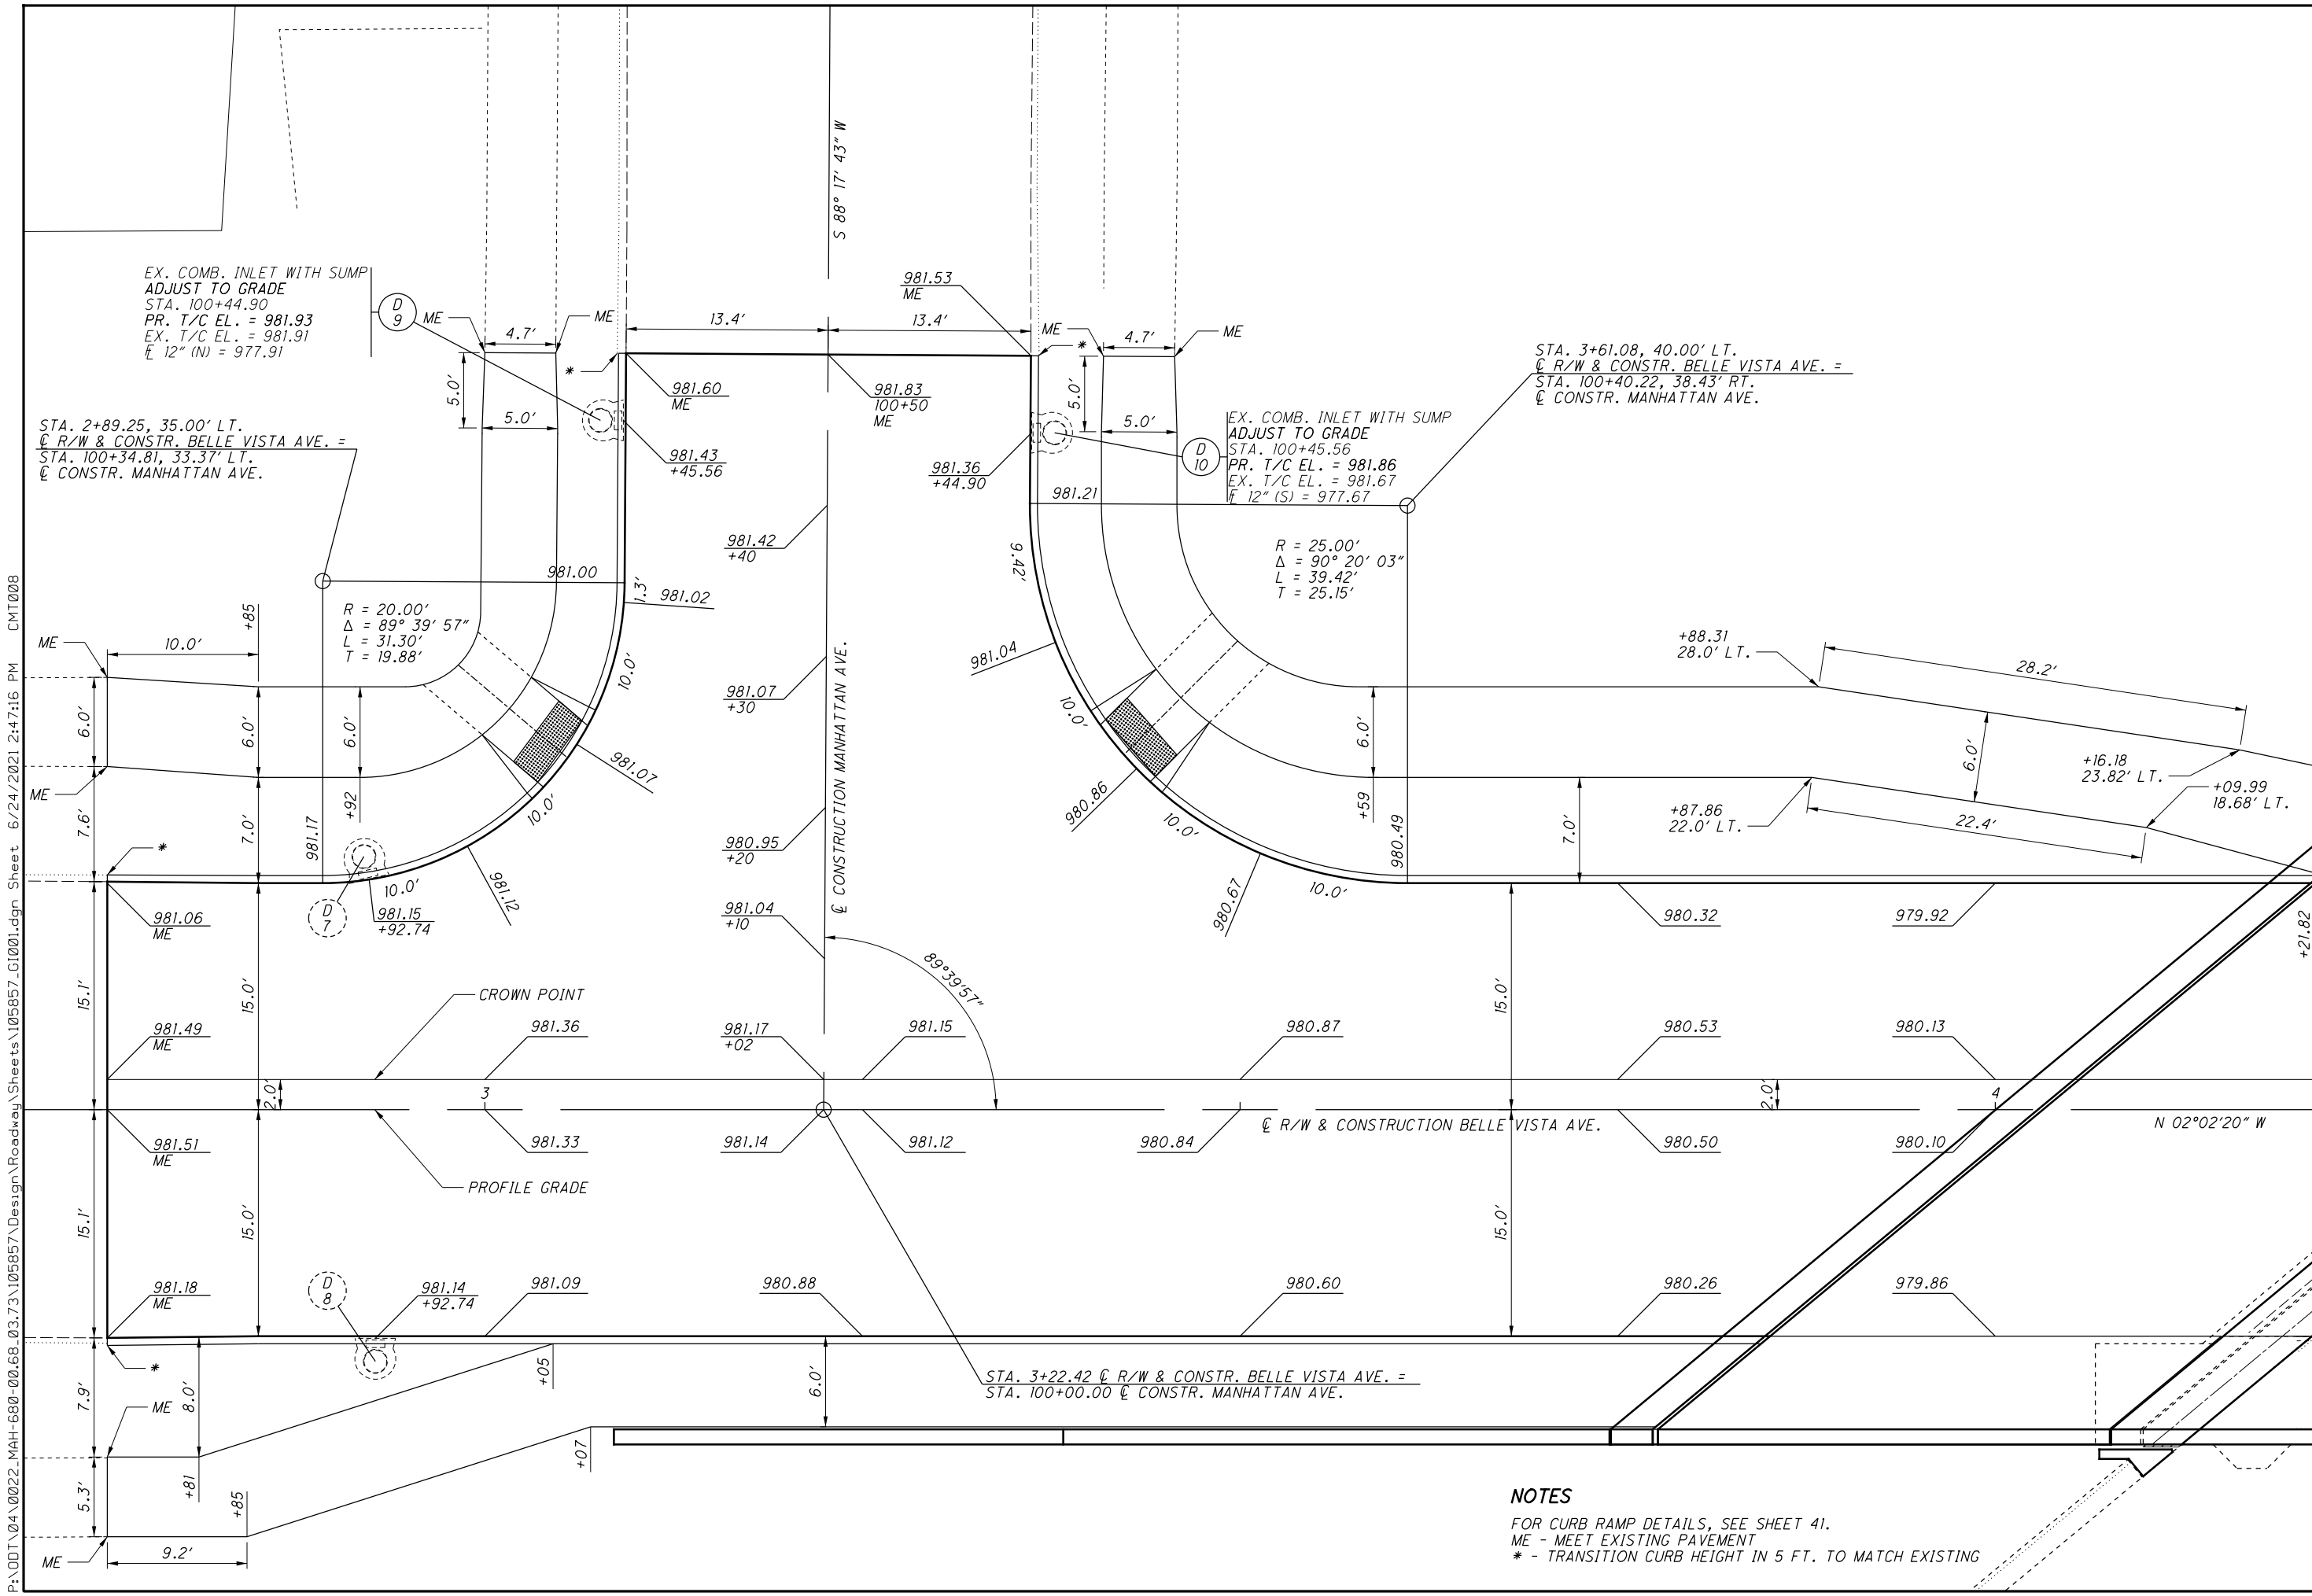 P:\ODT\04\0022_MAH-680-00.68_03.73\105857\Design\Roadway\Sheets\105857_GI001.dgn Sheet 6/24/2021 2:47:16 PM CMT008
S 88° 17' 43" W
EX. COMB. INLET WITH SUMP
ADJUST TO GRADE
STA. 100+44.90
PR. T/C EL. = 981.93
EX. T/C EL. = 981.91
℄ 12" (N) = 977.91
D
9
ME
4.7'
ME
*
13.4'
13.4'
981.53
ME
ME
*
4.7'
ME
5.0'
5.0'
981.60
ME
981.83
100+50
ME
5.0'
5.0'
STA. 3+61.08, 40.00' LT.
℄ R/W & CONSTR. BELLE VISTA AVE. =
STA. 100+40.22, 38.43' RT.
℄ CONSTR. MANHATTAN AVE.
STA. 2+89.25, 35.00' LT.
℄ R/W & CONSTR. BELLE VISTA AVE. =
STA. 100+34.81, 33.37' LT.
℄ CONSTR. MANHATTAN AVE.
981.43
+45.56
981.36
+44.90
D
10
EX. COMB. INLET WITH SUMP
ADJUST TO GRADE
STA. 100+45.56
PR. T/C EL. = 981.86
EX. T/C EL. = 981.67
℄ 12" (S) = 977.67
981.21
981.42
+40
981.00
1.3'
981.02
9.42'
R = 25.00'
Δ = 90° 20' 03"
L = 39.42'
T = 25.15'
R = 20.00'
Δ = 89° 39' 57"
L = 31.30'
T = 19.88'
ME
10.0'
+85
10.0'
981.04
+88.31
28.0' LT.
28.2'
6.0'
6.0'
6.0'
981.07
+30
10.0'
6.0'
6.0'
+16.18
23.82' LT.
+09.99
18.68' LT.
ME
7.6'
7.0'
+92
981.07
10.0'
980.86
10.0'
+59
980.49
7.0'
+87.86
22.0' LT.
22.4'
*
981.17
980.95
+20
℄ CONSTRUCTION MANHATTAN AVE.
10.0'
981.12
980.67
10.0'
981.06
ME
D
7
981.15
+92.74
981.04
+10
980.32
979.92
+21.82
15.1'
15.0'
CROWN POINT
89°39'57"
15.0'
981.49
ME
981.36
981.17
+02
981.15
980.87
980.53
980.13
2.0'
3
2.0'
4
981.51
ME
981.33
981.14
981.12
980.84
℄ R/W & CONSTRUCTION BELLE VISTA AVE.
980.50
980.10
N 02°02'20" W
PROFILE GRADE
15.1'
15.0'
15.0'
981.18
ME
D
8
981.14
+92.74
981.09
980.88
980.60
980.26
979.86
*
7.9'
ME
8.0'
+05
6.0'
STA. 3+22.42 ℄ R/W & CONSTR. BELLE VISTA AVE. =
STA. 100+00.00 ℄ CONSTR. MANHATTAN AVE.
5.3'
+81
+85
+07
ME
9.2'
NOTES
FOR CURB RAMP DETAILS, SEE SHEET 41.
ME - MEET EXISTING PAVEMENT
* - TRANSITION CURB HEIGHT IN 5 FT. TO MATCH EXISTING